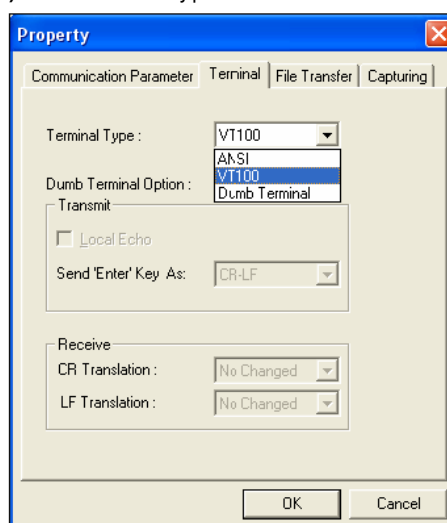 Property
Communication Parameter Terminal File Transfer Capturing
Terminal Type : VT100
ANSI
VT100
Dumb Terminal
Dumb Terminal Option :
Transmit
Local Echo
Send 'Enter' Key As: CR-LF
Receive
CR Translation : No Changed
LF Translation : No Changed
OK Cancel